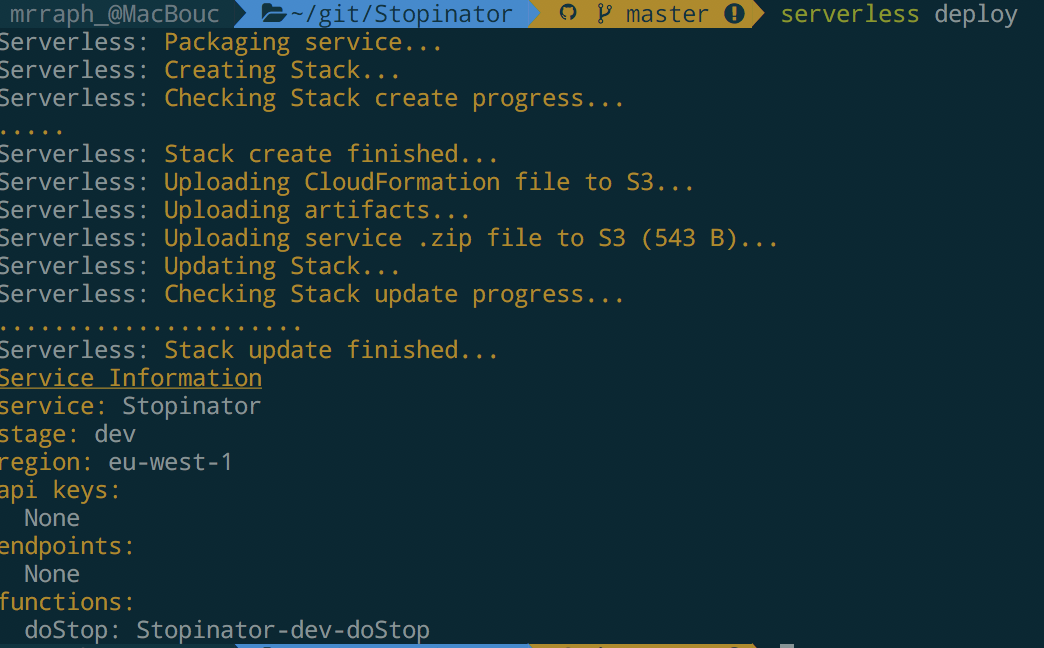 mrraph_@MacBouc ~/git/Stopinator master serverless deploy
Serverless: Packaging service...
Serverless: Creating Stack...
Serverless: Checking Stack create progress...
.....
Serverless: Stack create finished...
Serverless: Uploading CloudFormation file to S3...
Serverless: Uploading artifacts...
Serverless: Uploading service .zip file to S3 (543 B)...
Serverless: Updating Stack...
Serverless: Checking Stack update progress...
......................
Serverless: Stack update finished...
Service Information
service: Stopinator
stage: dev
region: eu-west-1
api keys:
  None
endpoints:
  None
functions:
  doStop: Stopinator-dev-doStop